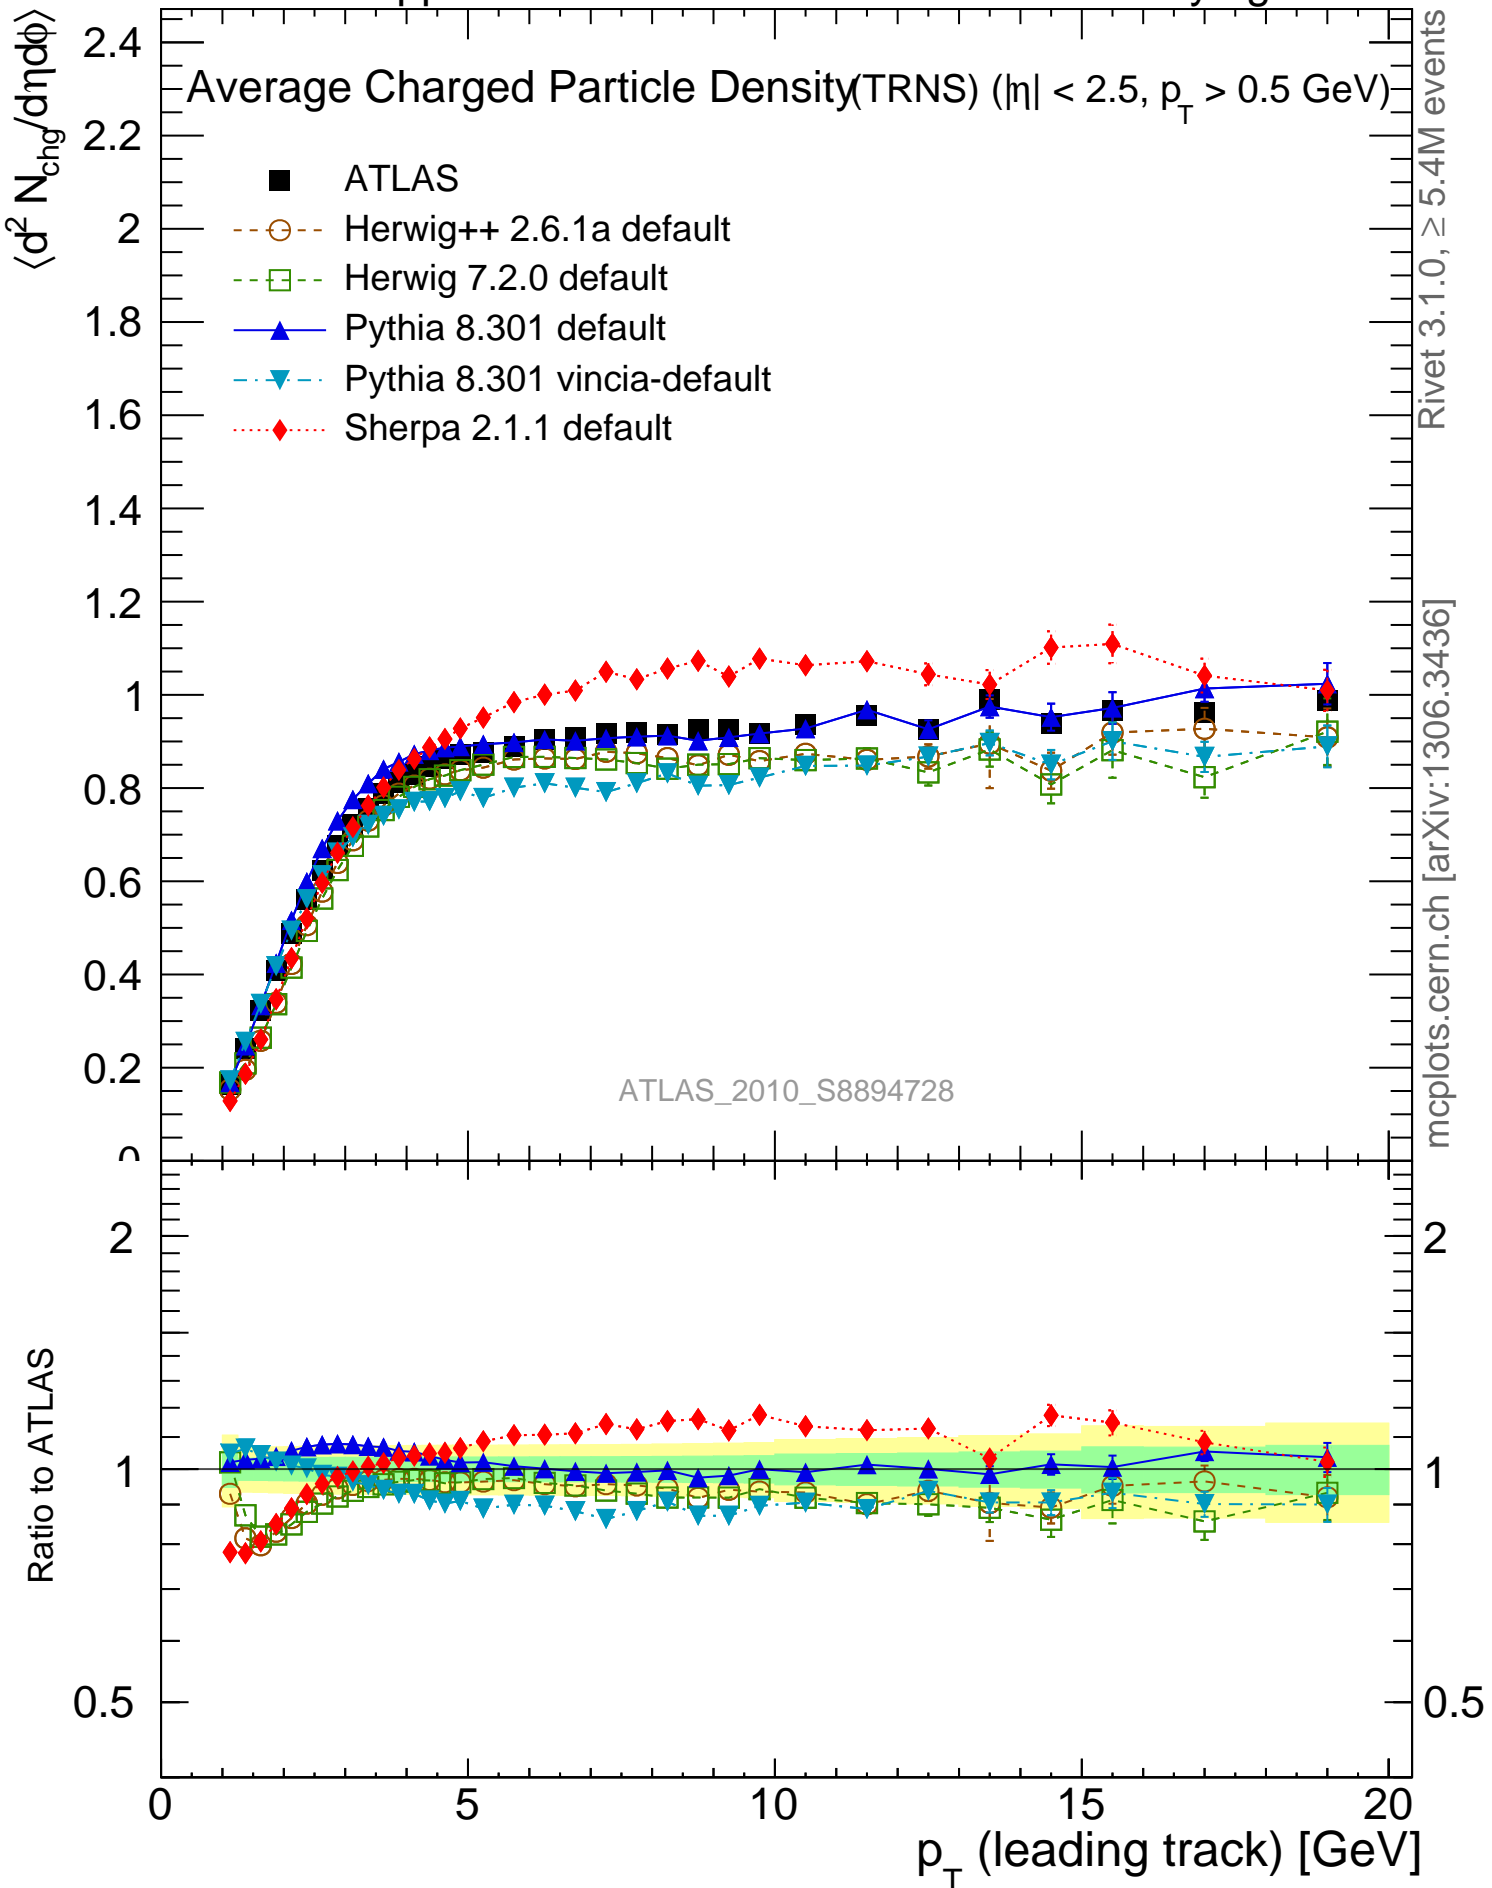 ⟨d² N_chg/dηdϕ⟩
Average Charged Particle Density(TRNS) (|η| < 2.5, p_T > 0.5 GeV)
ATLAS
Herwig++ 2.6.1a default
Herwig 7.2.0 default
Pythia 8.301 default
Pythia 8.301 vincia-default
Sherpa 2.1.1 default
2.4
2.2
2
1.8
1.6
1.4
1.2
1
0.8
0.6
0.4
0.2
0
ATLAS_2010_S8894728
Rivet 3.1.0, ≥ 5.4M events
mcplots.cern.ch [arXiv:1306.3436]
Ratio to ATLAS
2
1
0.5
2
1
0.5
0 5 10 15 20
p_T (leading track) [GeV]